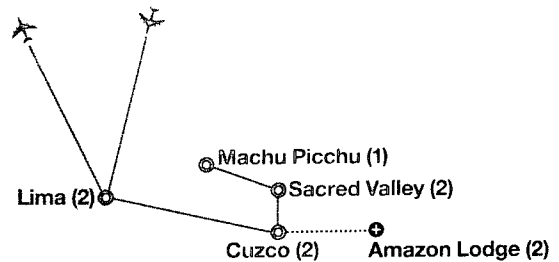 Machu Picchu (1)
Lima (2)
Sacred Valley (2)
Cuzco (2)
Amazon Lodge (2)